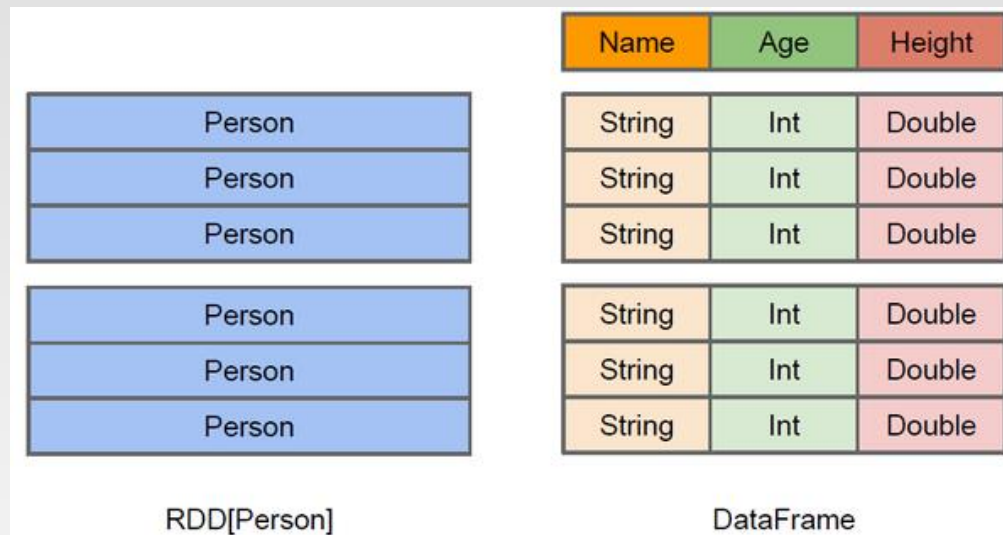 Name Age Height
Person String Int Double
Person String Int Double
Person String Int Double
Person String Int Double
Person String Int Double
Person String Int Double
RDD[Person] DataFrame